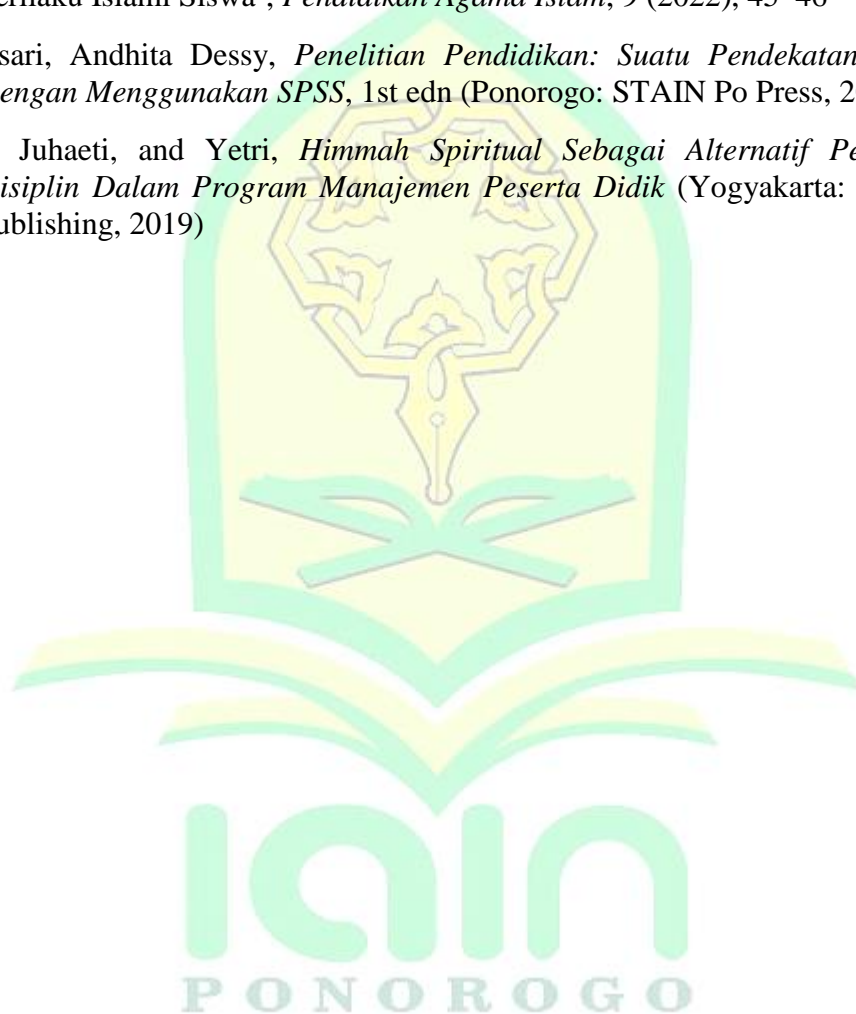 Islami Siswa', Pendidikan Agama Islam, 9 (2022), 45–46
sari, Andhita Dessy, Penelitian Pendidikan: Suatu Pendekatan
engan Menggunakan SPSS, 1st edn (Ponorogo: STAIN Po Press, 20
Juhaeti, and Yetri, Himmah Spiritual Sebagai Alternatif Pe
isiplin Dalam Program Manajemen Peserta Didik (Yogyakarta:
ublishing, 2019)
iain
PONOROGO